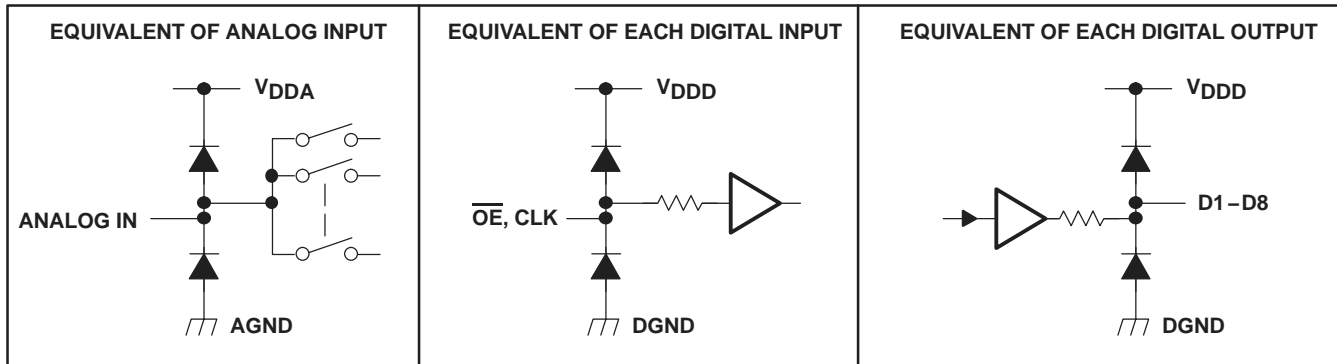 EQUIVALENT OF ANALOG INPUT
VDDA
ANALOG IN
AGND
EQUIVALENT OF EACH DIGITAL INPUT
VDDD
OE, CLK
DGND
EQUIVALENT OF EACH DIGITAL OUTPUT
VDDD
D1–D8
DGND